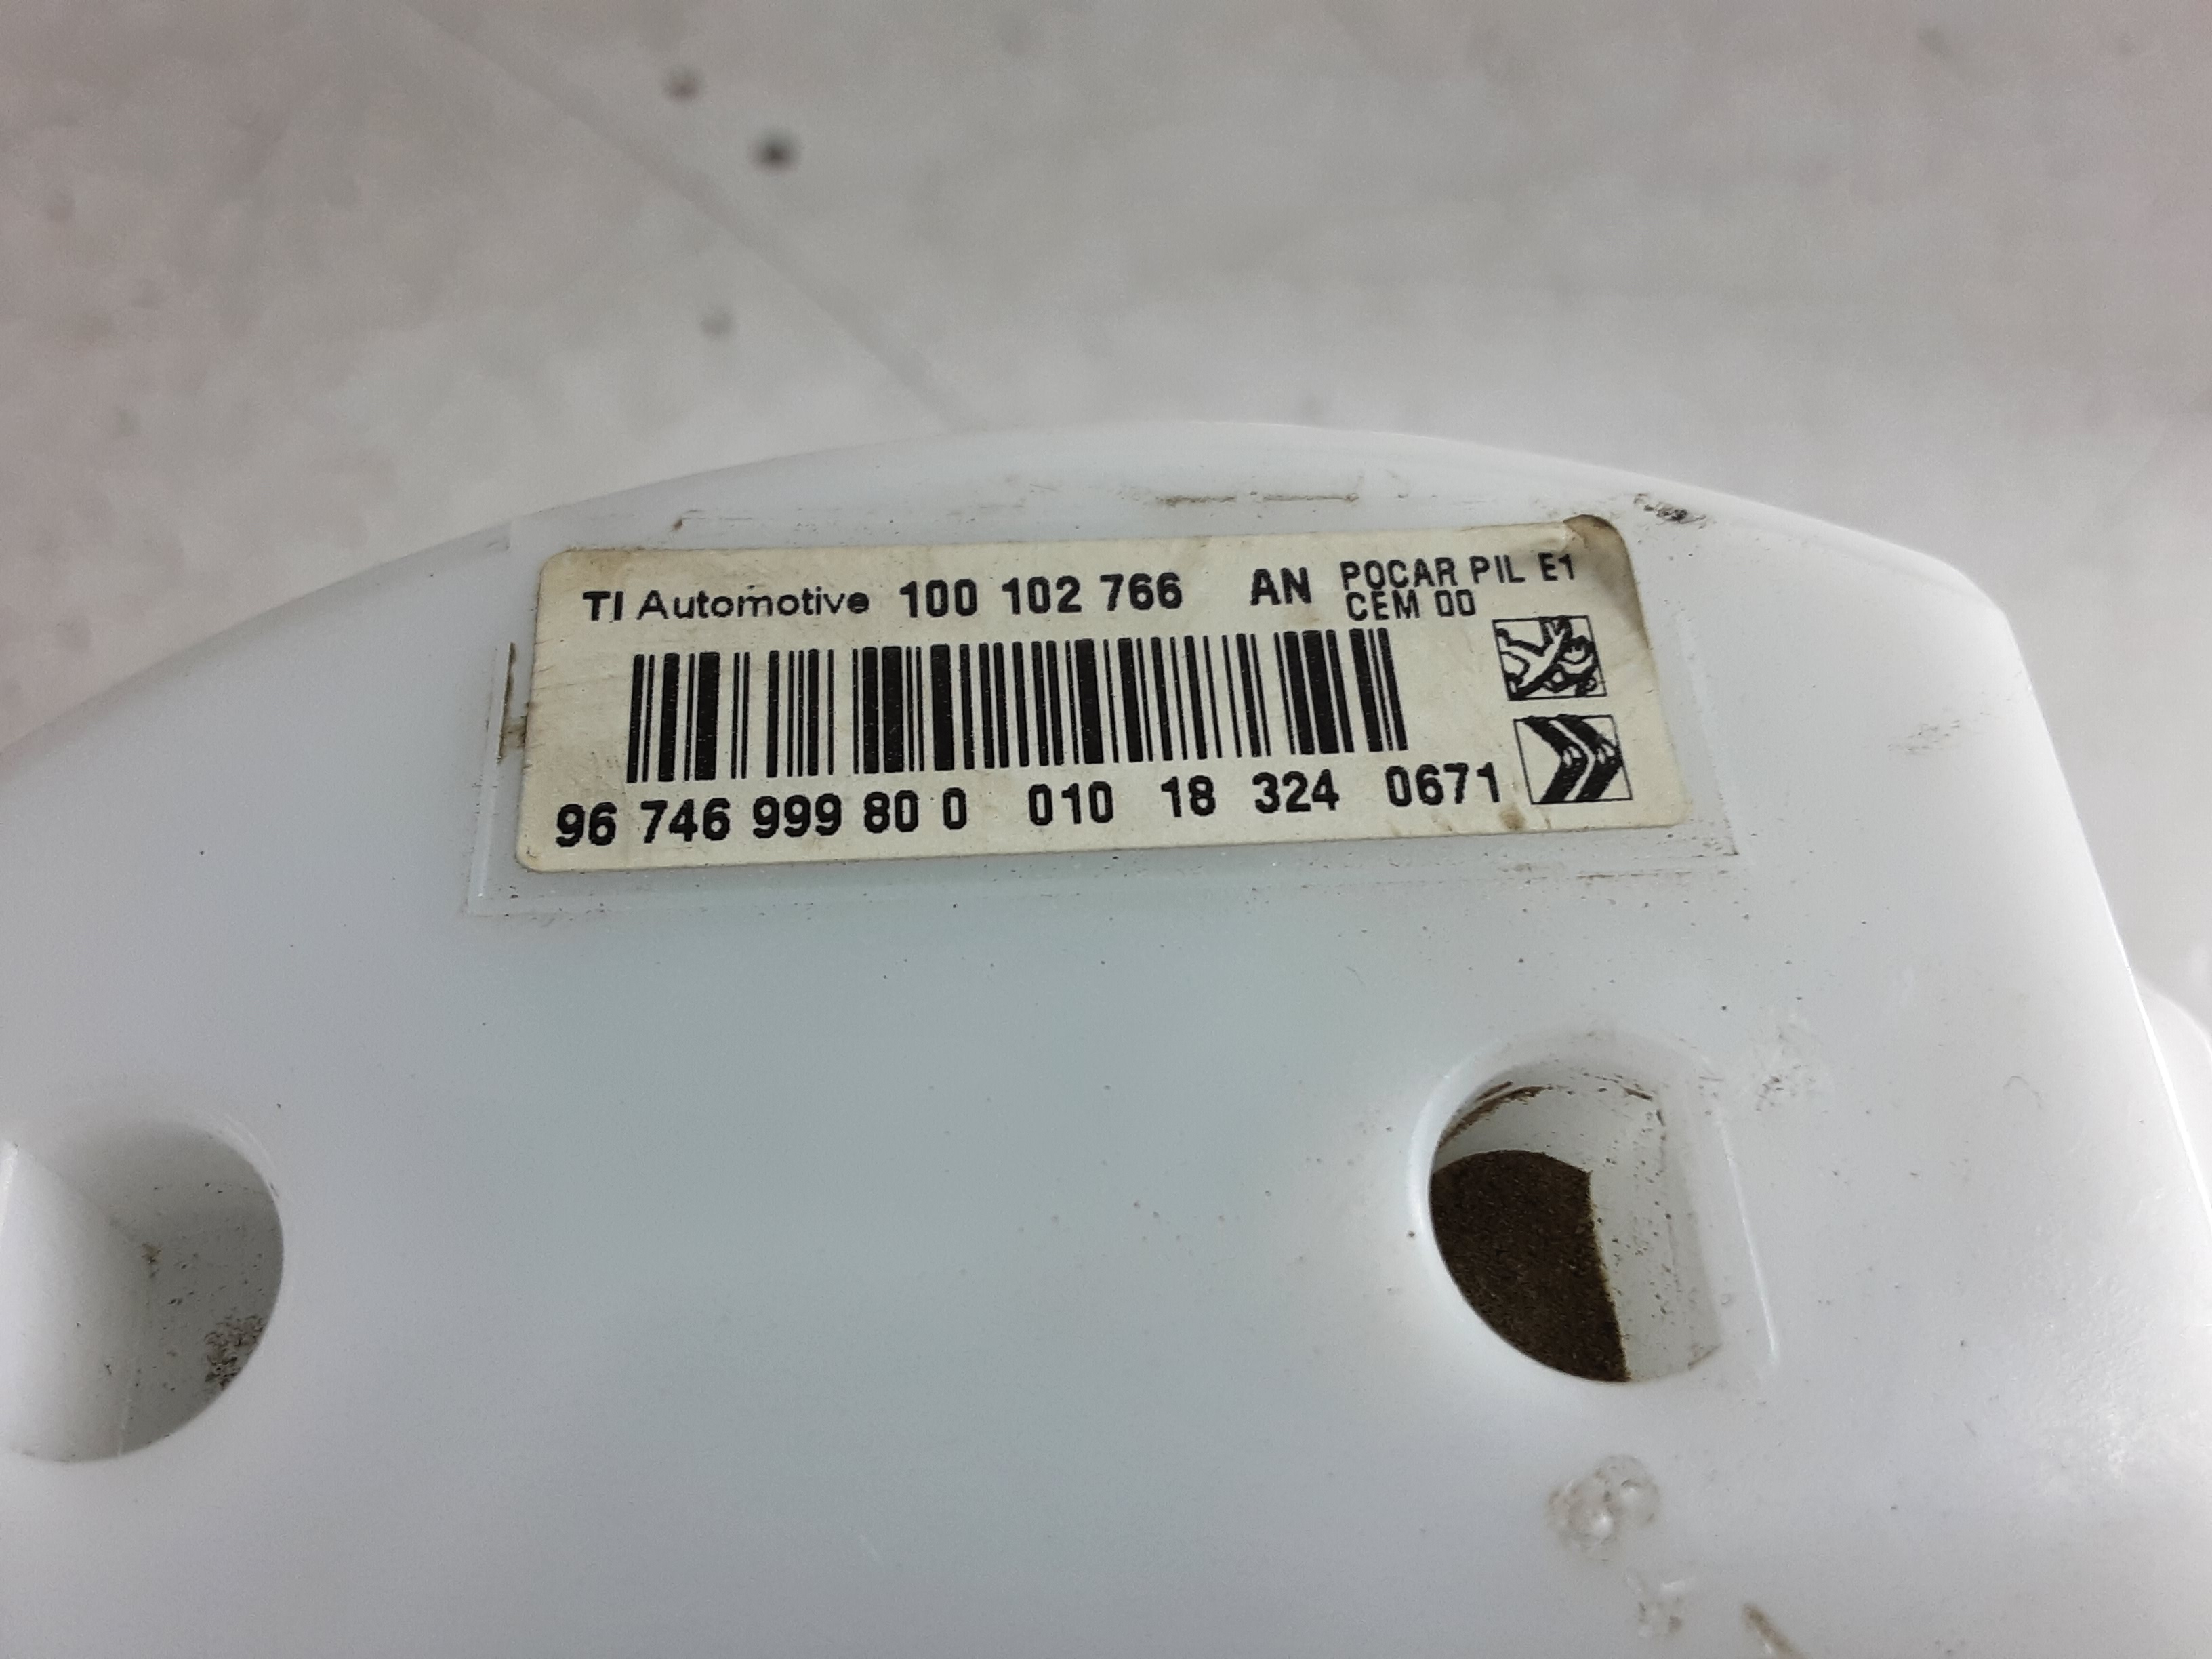 TI Automotive 100 102 766 AN POCAR PIL E1
CEM 00
96 746 999 80 0 010 18 324 0671